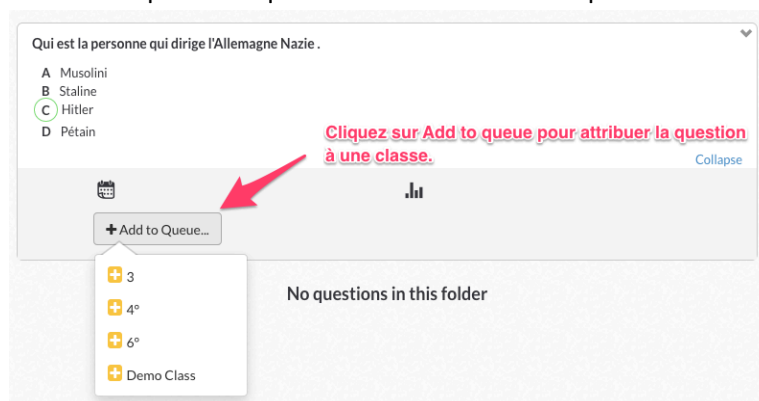 Qui est la personne qui dirige l'Allemagne Nazie .
A Musolini
B Staline
C Hitler
D Pétain
Cliquez sur Add to queue pour attribuer la question
à une classe.
Collapse
+ Add to Queue...
3
4°
6°
Demo Class
No questions in this folder